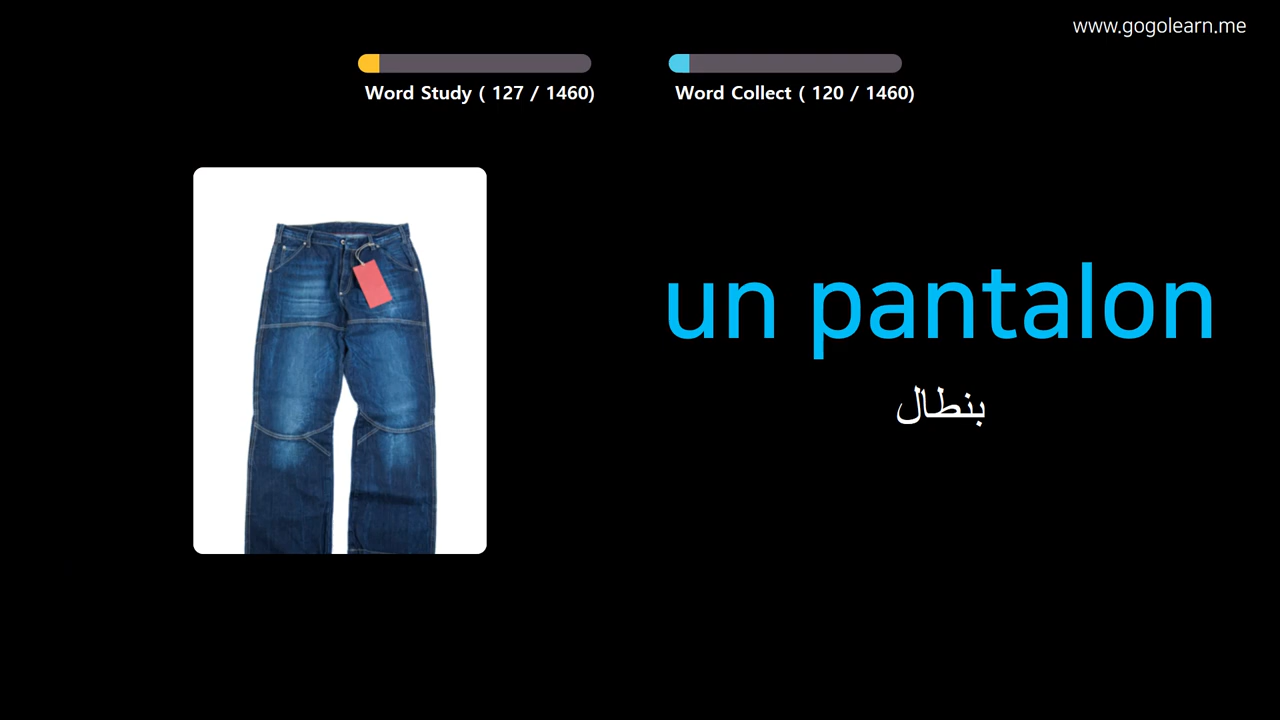 www.gogolearn.me
Word Study ( 127 / 1460)
Word Collect ( 120 / 1460)
un pantalon
بنطال